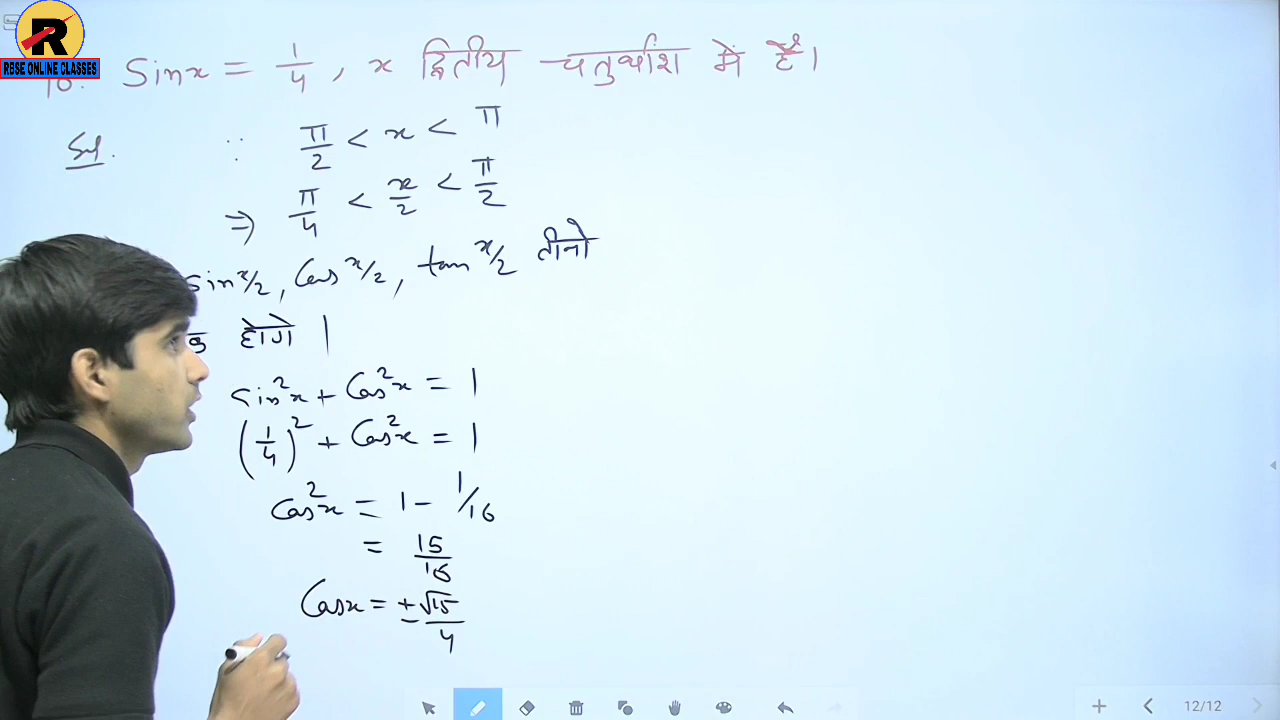 R
RBSE ONLINE CLASSES
10. Sinx = 1/4, x द्वितीय चतुर्थांश में है।
Sol. ∵ π/2 < x < π
⇒ π/4 < x/2 < π/2
sin x/2, Cos x/2, tan x/2 तीनो
होगे |
sin²x + Cos²x = 1
(1/4)² + Cos²x = 1
Cos²x = 1 - 1/16
= 15/16
Cosx = ±√15/4
12/12